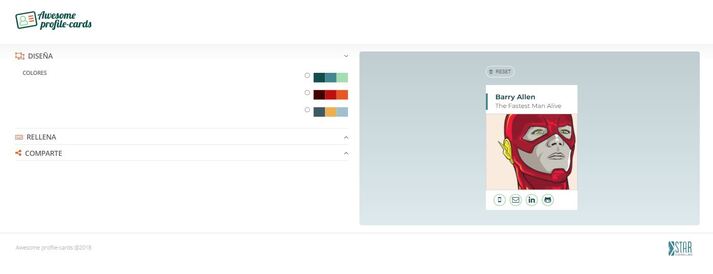 Awesome
profile-cards
DISEÑA
COLORES
RELLENA
COMPARTE
RESET
Barry Allen
The Fastest Man Alive
Awesome profile-cards @2018
STAR